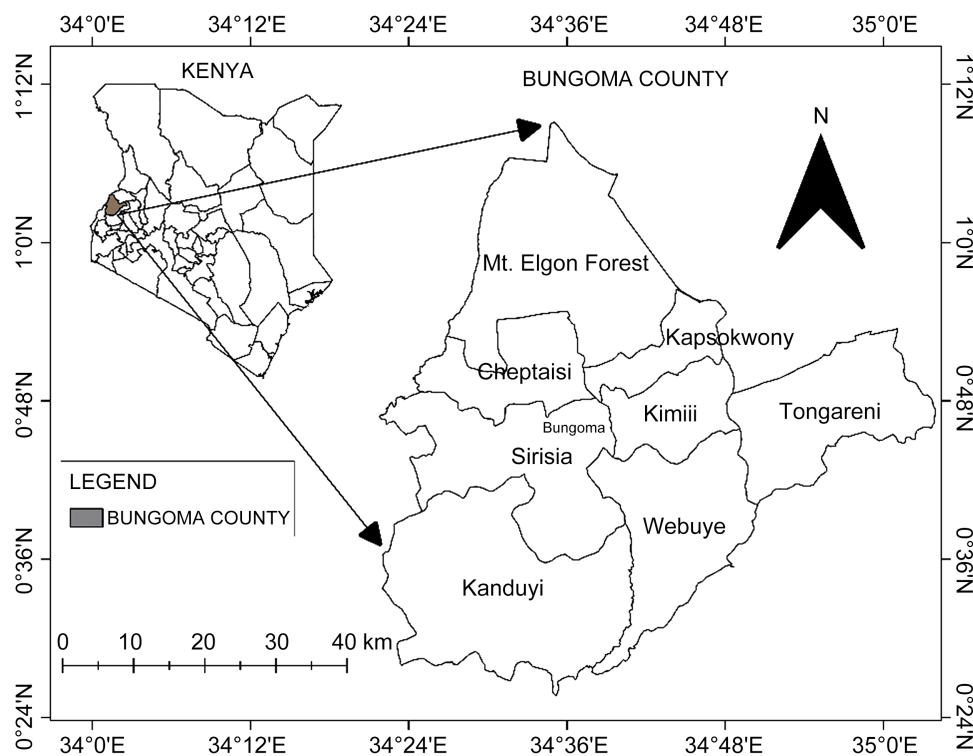 34°0'E 34°12'E 34°24'E 34°36'E 34°48'E 35°0'E
1°12'N
1°0'N
0°48'N
0°36'N
0°24'N
KENYA
BUNGOMA COUNTY
N
Mt. Elgon Forest
Kapsokwony
Cheptaisi
Kimiii
Tongareni
Bungoma
Sirisia
Webuye
Kanduyi
LEGEND
BUNGOMA COUNTY
0 10 20 30 40 km
1°12'N
1°0'N
0°48'N
0°36'N
0°24'N
34°0'E 34°12'E 34°24'E 34°36'E 34°48'E 35°0'E